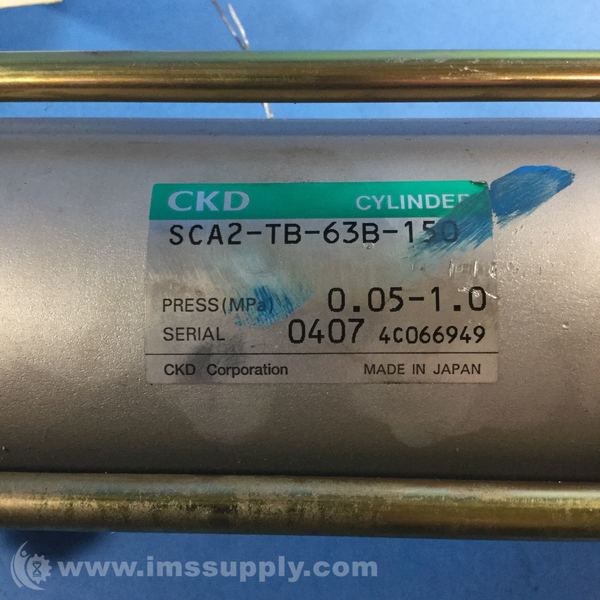 CKD CYLINDER
SCA2-TB-63B-150
PRESS(MPa) 0.05-1.0
SERIAL 0407 4C066949
CKD Corporation MADE IN JAPAN
www.imssupply.com